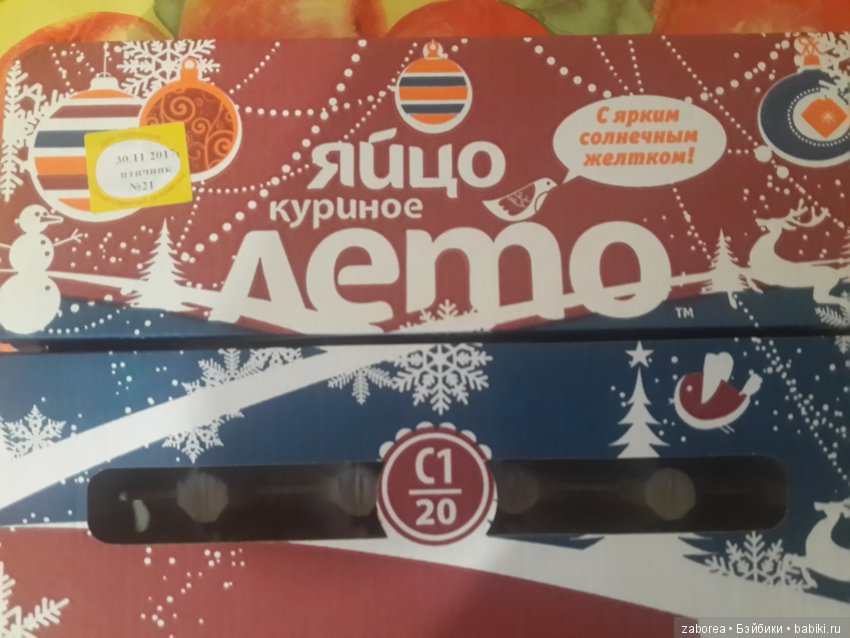 С ярким
солнечным
желтком!
30.11.2017
птичник
№21
яйцо
куриное
лето
TM
С1
20
zaborea • Бэйбики • babiki.ru